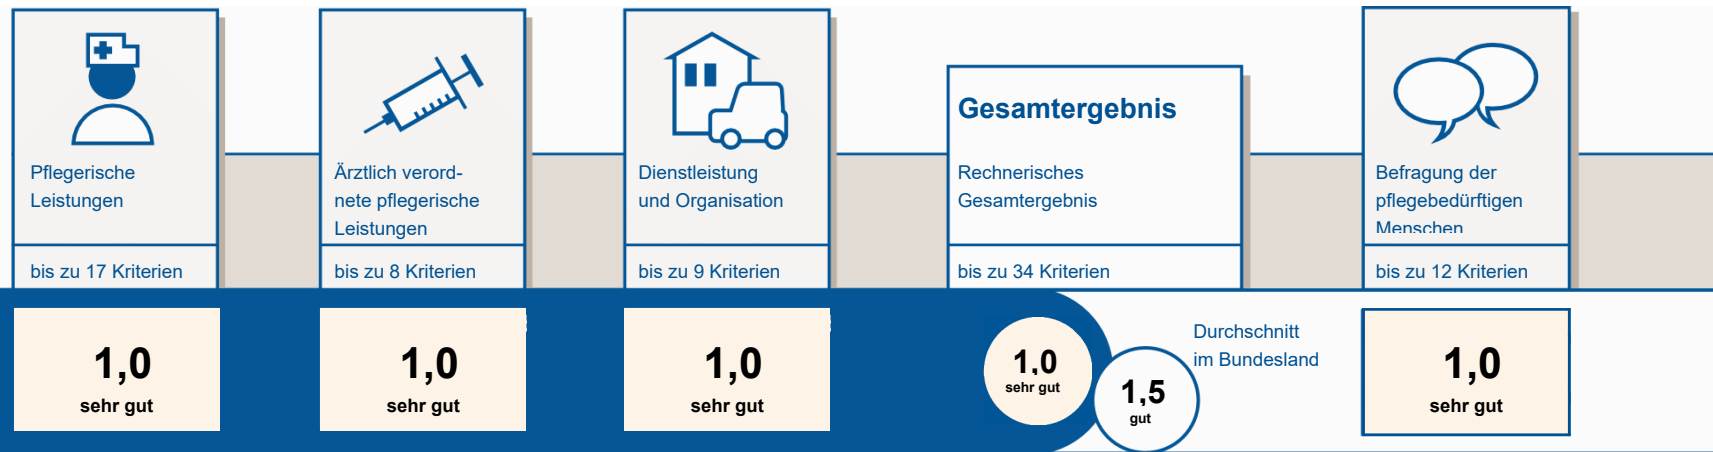 Pflegerische
Leistungen
bis zu 17 Kriterien
1,0
sehr gut
Ärztlich verord-
nete pflegerische
Leistungen
bis zu 8 Kriterien
1,0
sehr gut
Dienstleistung
und Organisation
bis zu 9 Kriterien
1,0
sehr gut
Gesamtergebnis
Rechnerisches
Gesamtergebnis
bis zu 34 Kriterien
1,0
sehr gut
1,5
gut
Durchschnitt
im Bundesland
Befragung der
pflegebedürftigen
Menschen
bis zu 12 Kriterien
1,0
sehr gut